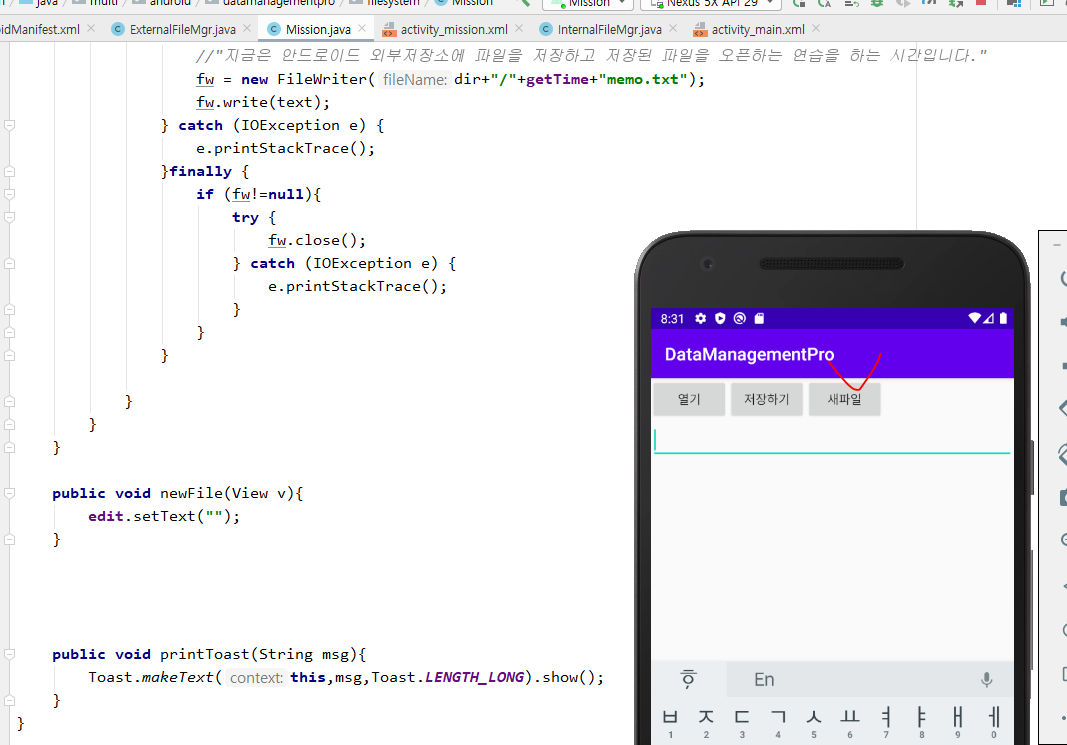 java / multi / android / datamanagementpro / filesystem / Mission Mission Nexus 5X API 29
oidManifest.xml ExternalFileMgr.java Mission.java activity_mission.xml InternalFileMgr.java activity_main.xml
//"지금은 안드로이드 외부저장소에 파일을 저장하고 저장된 파일을 오픈하는 연습을 하는 시간입니다."
fw = new FileWriter( fileName: dir+"/"+getTime+"memo.txt");
fw.write(text);
} catch (IOException e) {
e.printStackTrace();
}finally {
if (fw!=null){
try {
fw.close();
} catch (IOException e) {
e.printStackTrace();
}
}
}
}
}
}
public void newFile(View v){
edit.setText("");
}
public void printToast(String msg){
Toast.makeText( context: this,msg,Toast.LENGTH_LONG).show();
}
}
8:31
DataManagementPro
열기 저장하기 새파일
En
ㅂ ㅈ ㄷ ㄱ ㅅ ㅛ ㅕ ㅑ ㅐ ㅔ
1 2 3 4 5 6 7 8 9 0